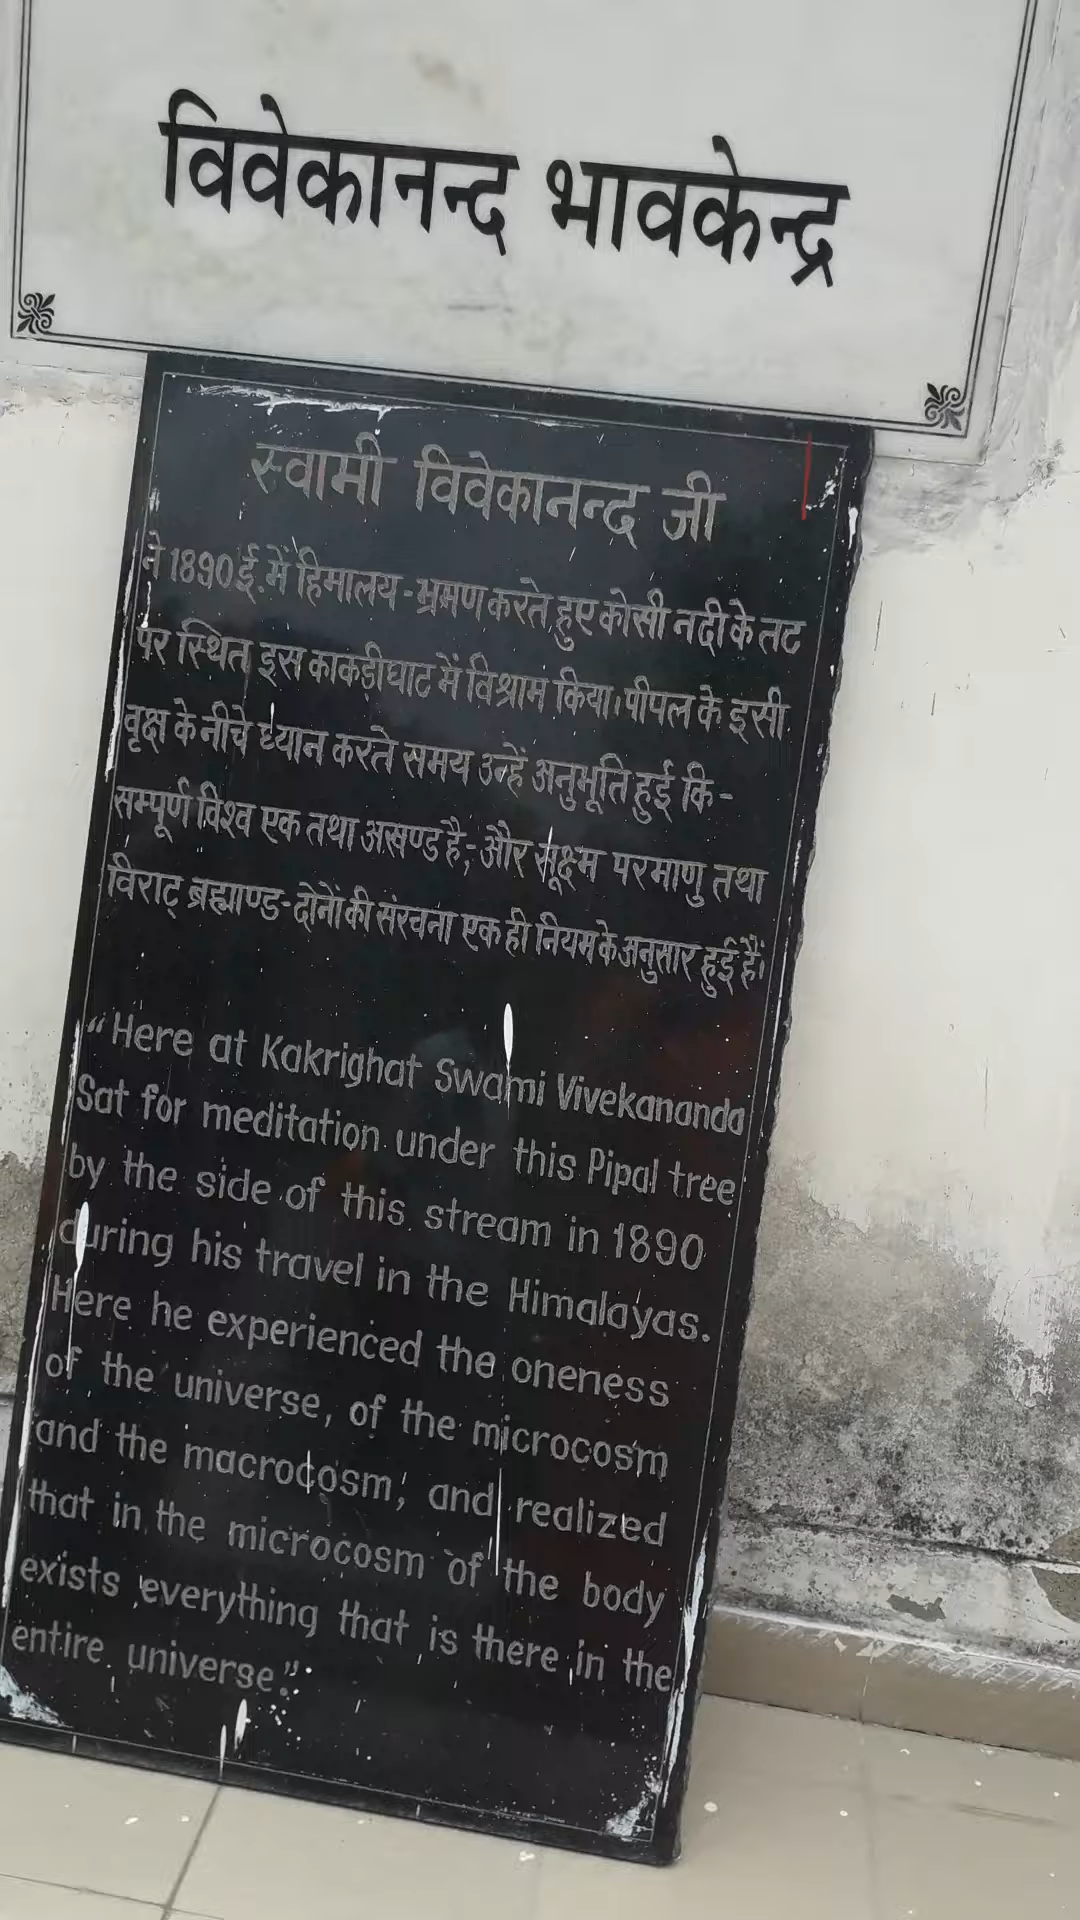 विवेकानन्द भावकेन्द्र
स्वामी विवेकानन्द जी
ने 1890 ई. में हिमालय - भ्रमण करते हुए कोसी नदी के तट
पर स्थित इस काकड़ीघाट में विश्राम किया। पीपल के इसी
वृक्ष के नीचे ध्यान करते समय उन्हें अनुभूति हुई कि -
सम्पूर्ण विश्व एक तथा अखण्ड है,- और सूक्ष्म परमाणु तथा
विराट् ब्रह्माण्ड - दोनों की संरचना एक ही नियम के अनुसार हुई है।
“Here at Kakrighat Swami Vivekananda
Sat for meditation under this Pipal tree
by the side of this stream in 1890
during his travel in the Himalayas.
Here he experienced the oneness
of the universe, of the microcosm
and the macrocosm, and realized
that in the microcosm of the body
exists everything that is there in the
entire universe.”